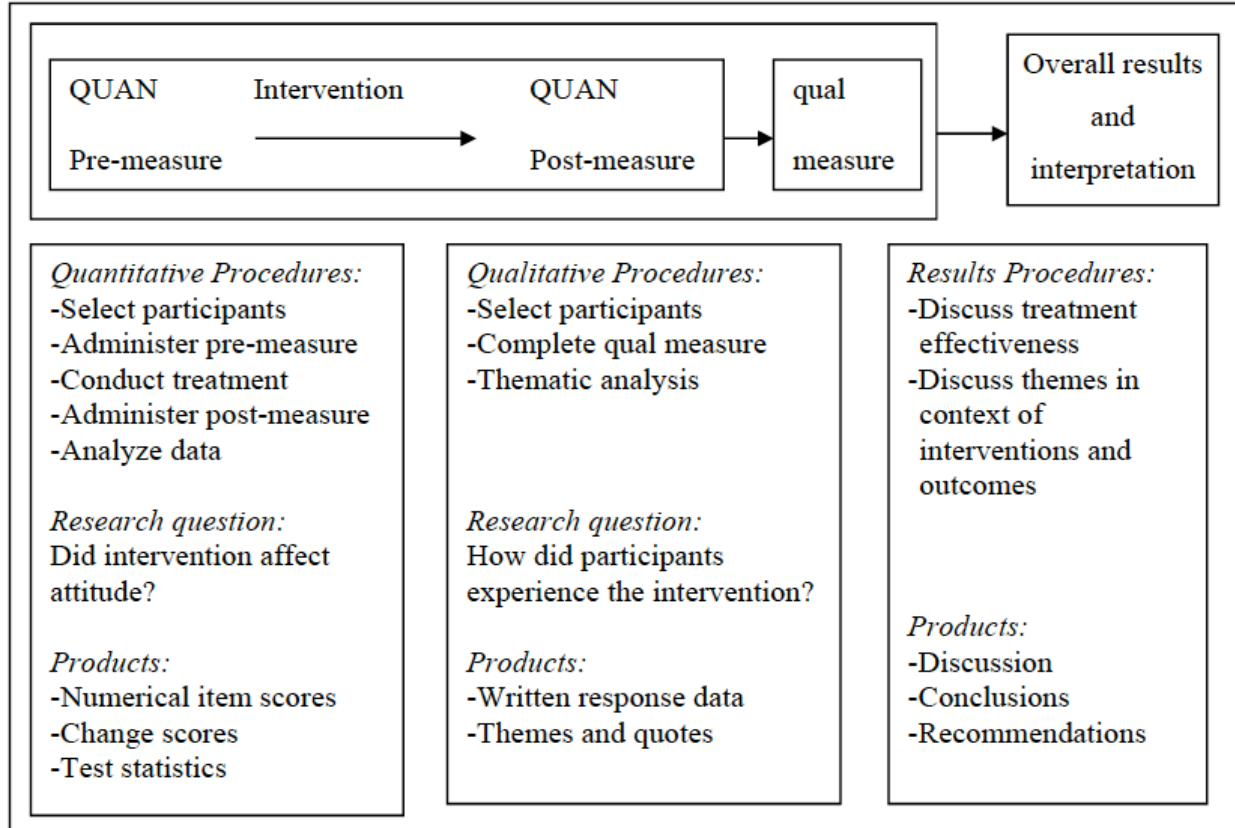 QUAN Intervention QUAN
Pre-measure Post-measure
qual
measure
Overall results
and
interpretation
Quantitative Procedures:
-Select participants
-Administer pre-measure
-Conduct treatment
-Administer post-measure
-Analyze data
Research question:
Did intervention affect
attitude?
Products:
-Numerical item scores
-Change scores
-Test statistics
Qualitative Procedures:
-Select participants
-Complete qual measure
-Thematic analysis
Research question:
How did participants
experience the intervention?
Products:
-Written response data
-Themes and quotes
Results Procedures:
-Discuss treatment
effectiveness
-Discuss themes in
context of
interventions and
outcomes
Products:
-Discussion
-Conclusions
-Recommendations